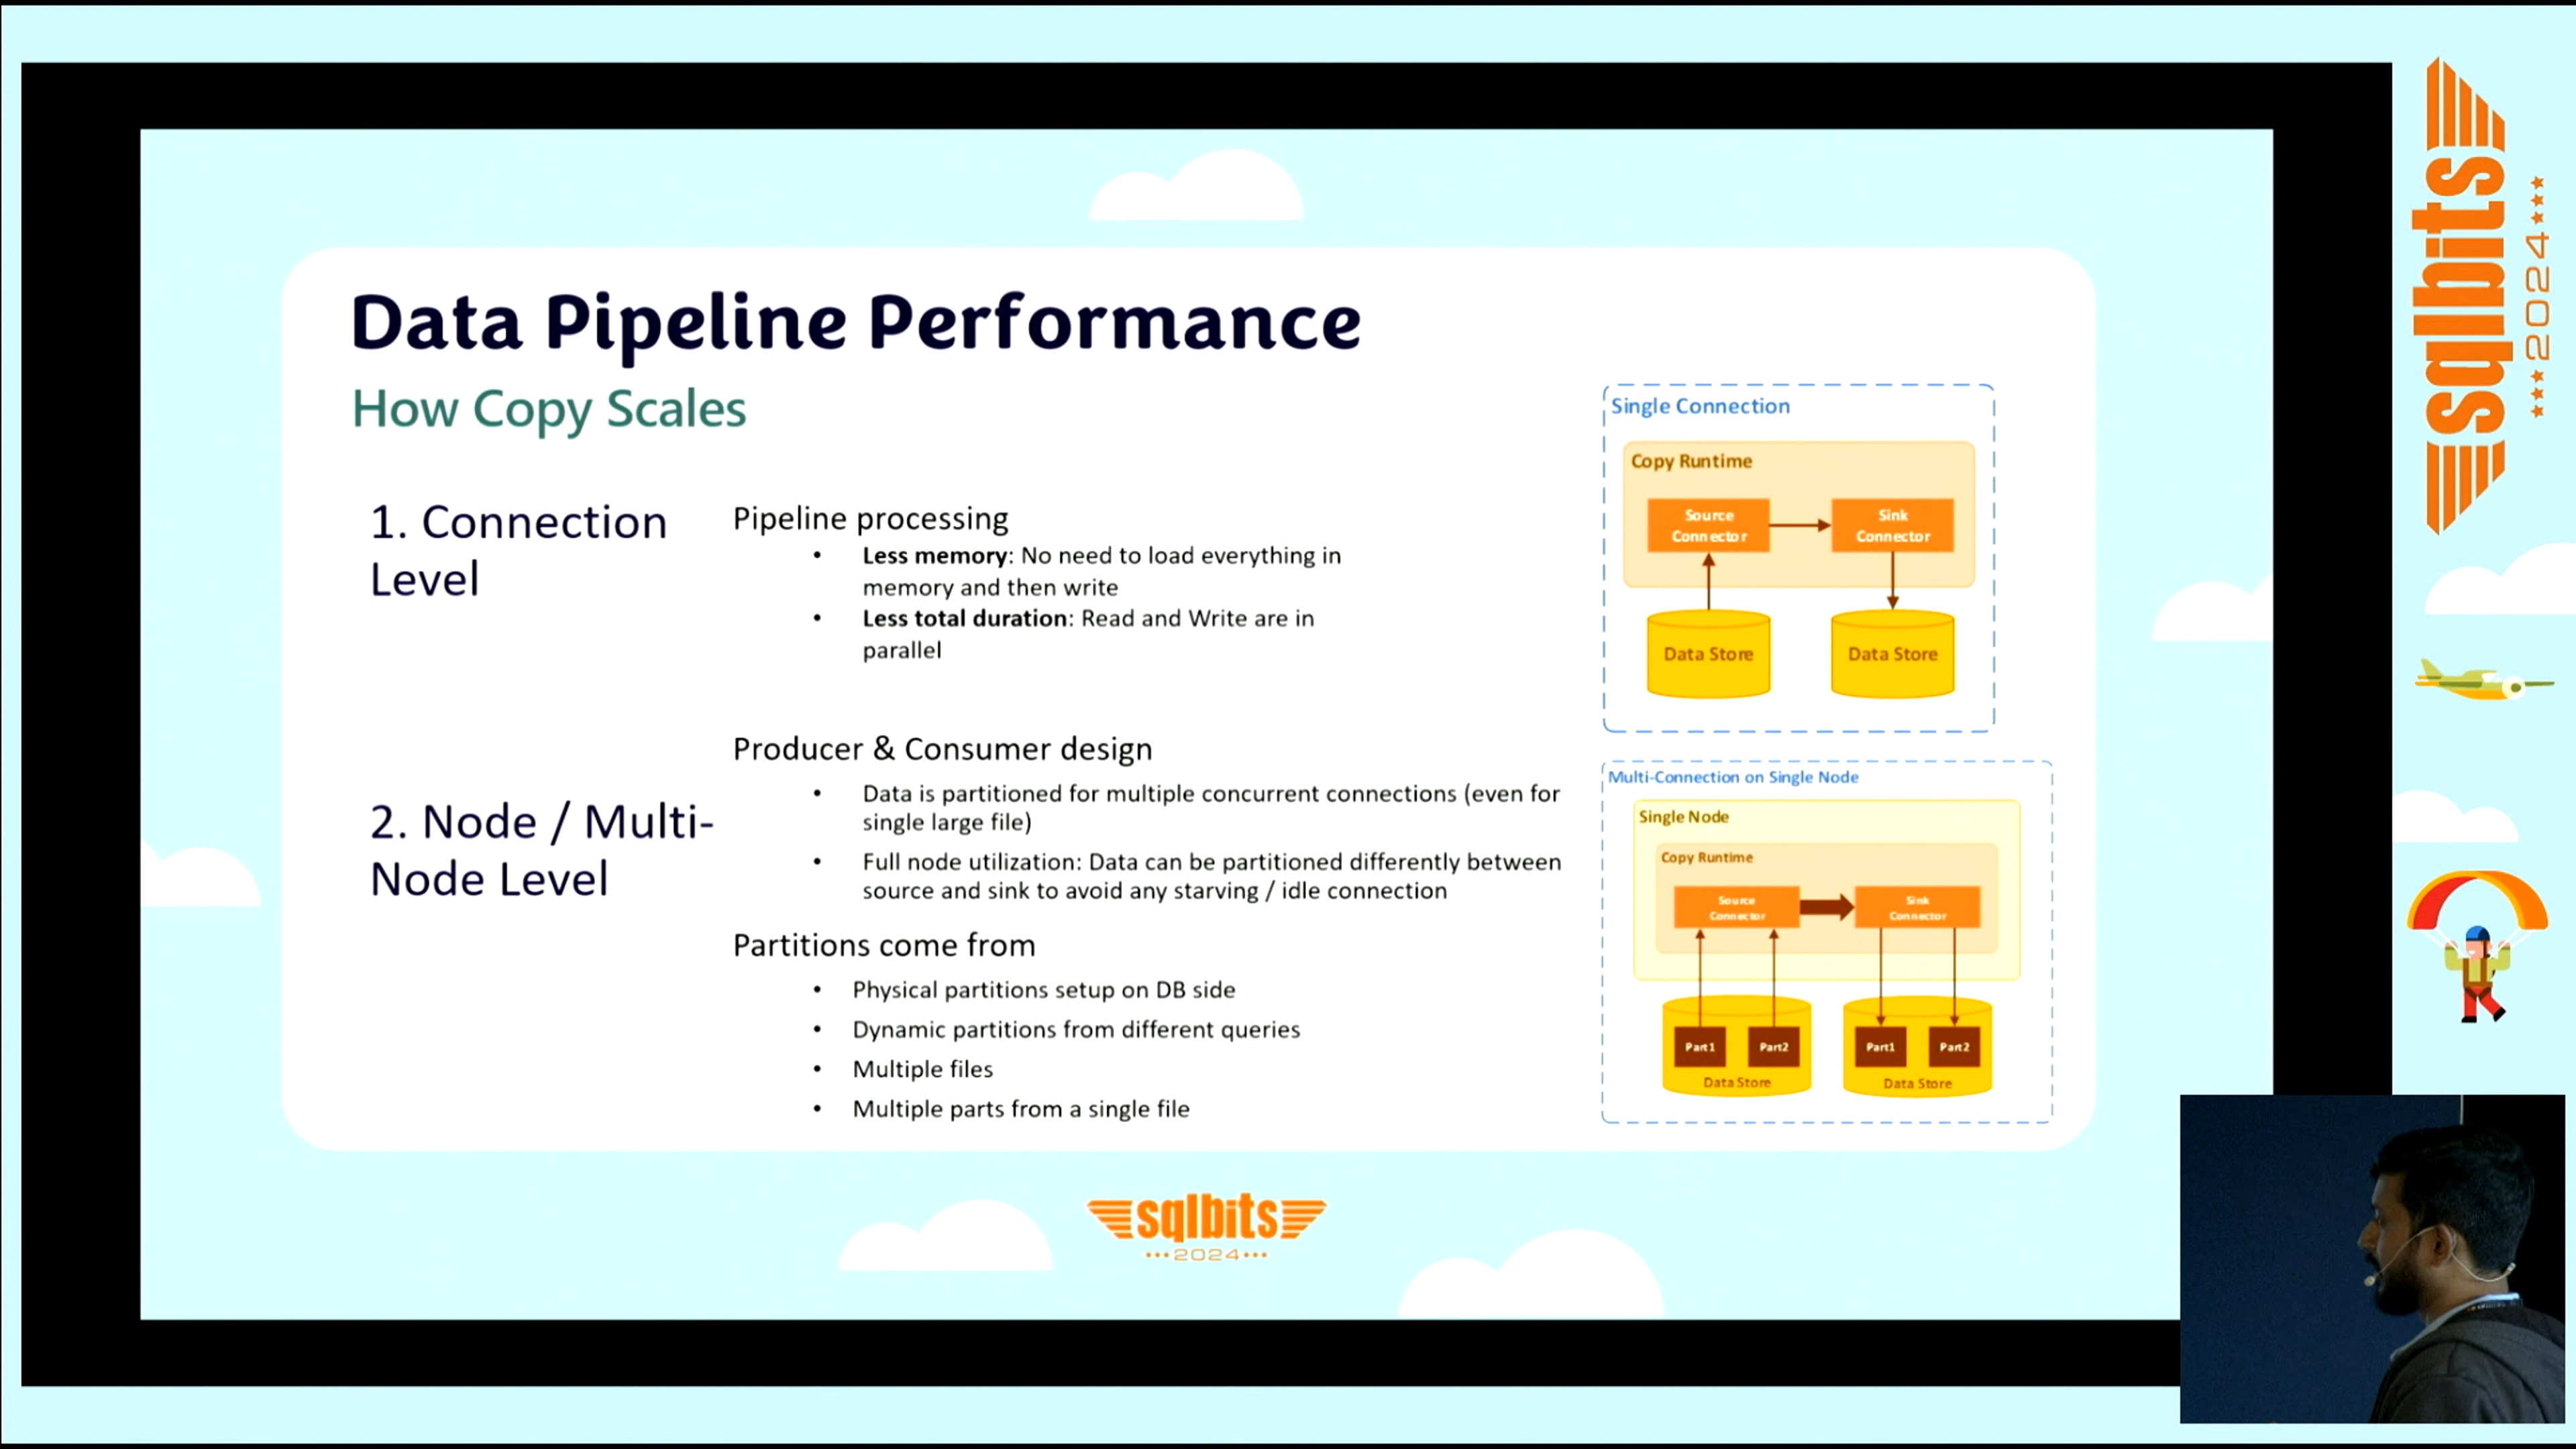 Data Pipeline Performance
How Copy Scales
1. Connection
Level
Pipeline processing
• Less memory: No need to load everything in
memory and then write
• Less total duration: Read and Write are in
parallel
2. Node / Multi-
Node Level
Producer & Consumer design
• Data is partitioned for multiple concurrent connections (even for
single large file)
• Full node utilization: Data can be partitioned differently between
source and sink to avoid any starving / idle connection
Partitions come from
• Physical partitions setup on DB side
• Dynamic partitions from different queries
• Multiple files
• Multiple parts from a single file
Single Connection
Copy Runtime
Source
Connector
Sink
Connector
Data Store
Data Store
Multi-Connection on Single Node
Single Node
Copy Runtime
Source
Connector
Sink
Connector
Part1
Part2
Part1
Part2
Data Store
Data Store
sqlbits
2024
sqlbits
2024